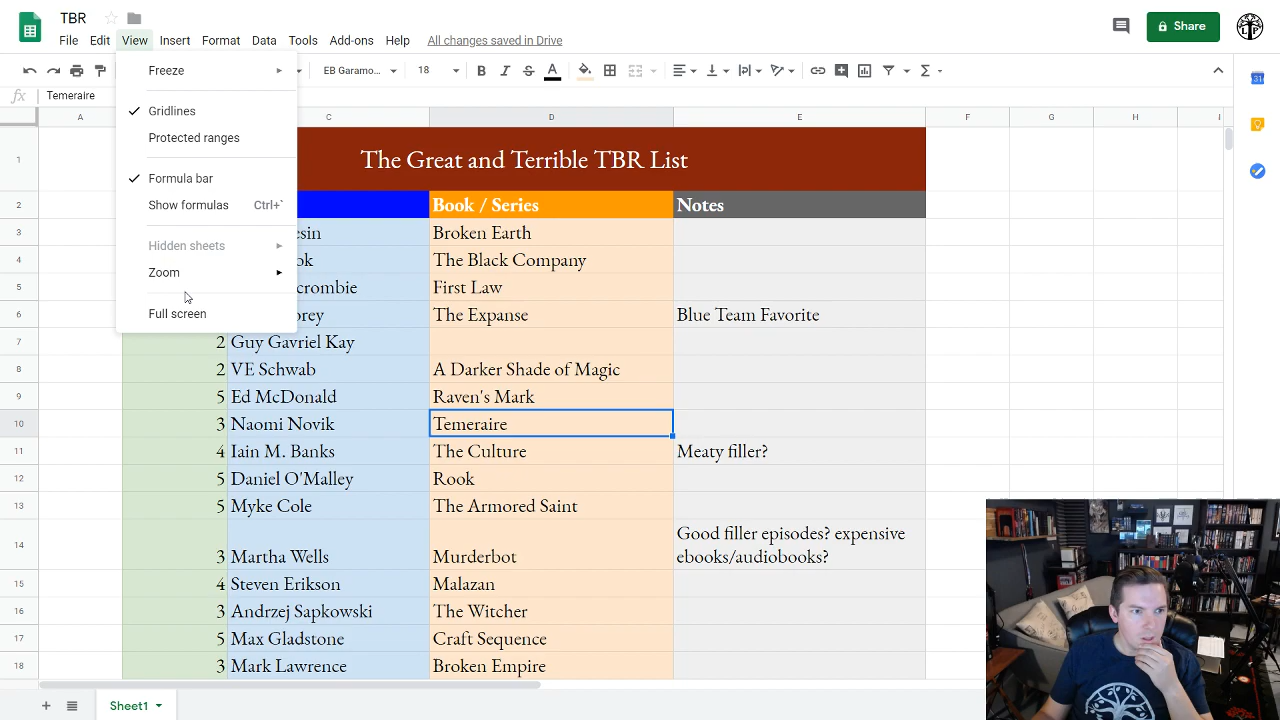 TBR
File Edit View Insert Format Data Tools Add-ons Help All changes saved in Drive
Share
EB Garamo... 18 B I S A Σ
fx Temeraire
Freeze
Gridlines
Protected ranges
Formula bar
Show formulas Ctrl+`
Hidden sheets
Zoom
Full screen
A C D E F G H I
1 The Great and Terrible TBR List
2 Book / Series Notes
3 sin Broken Earth
4 ok The Black Company
5 crombie First Law
6 rey The Expanse Blue Team Favorite
7 2 Guy Gavriel Kay
8 2 VE Schwab A Darker Shade of Magic
9 5 Ed McDonald Raven's Mark
10 3 Naomi Novik Temeraire
11 4 Iain M. Banks The Culture Meaty filler?
12 5 Daniel O'Malley Rook
13 5 Myke Cole The Armored Saint
14 3 Martha Wells Murderbot Good filler episodes? expensive
ebooks/audiobooks?
15 4 Steven Erikson Malazan
16 3 Andrzej Sapkowski The Witcher
17 5 Max Gladstone Craft Sequence
18 3 Mark Lawrence Broken Empire
Sheet1